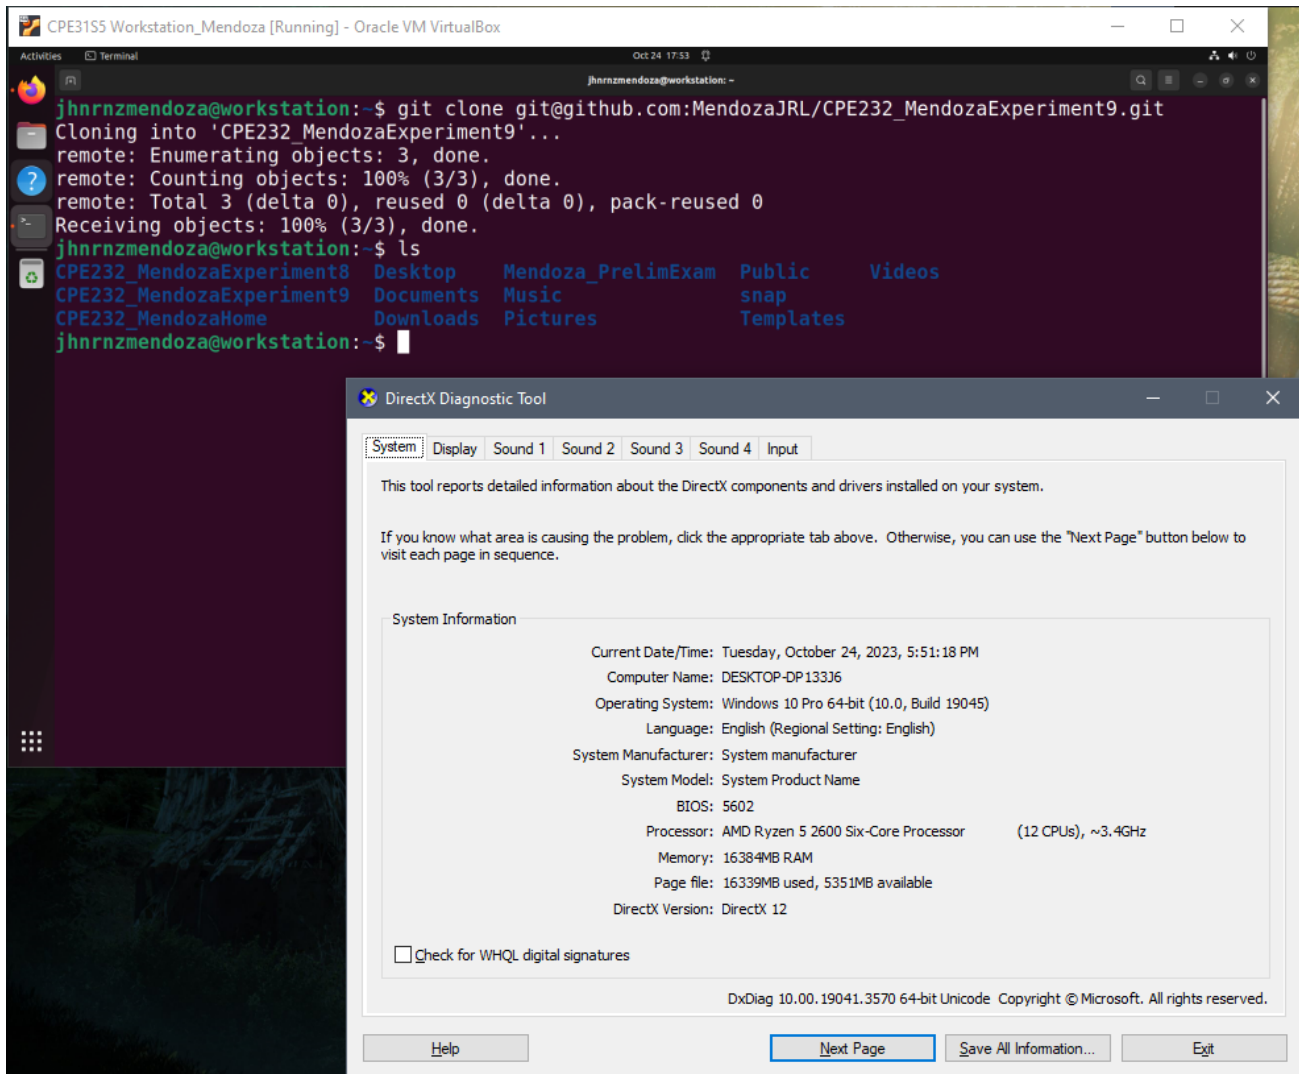 CPE31S5 Workstation_Mendoza [Running] - Oracle VM VirtualBox
Activities Terminal Oct 24 17:53
jhnrnzmendoza@workstation: ~
jhnrnzmendoza@workstation:~$ git clone git@github.com:MendozaJRL/CPE232_MendozaExperiment9.git
Cloning into 'CPE232_MendozaExperiment9'...
remote: Enumerating objects: 3, done.
remote: Counting objects: 100% (3/3), done.
remote: Total 3 (delta 0), reused 0 (delta 0), pack-reused 0
Receiving objects: 100% (3/3), done.
jhnrnzmendoza@workstation:~$ ls
CPE232_MendozaExperiment8 Desktop Mendoza_PrelimExam Public Videos
CPE232_MendozaExperiment9 Documents Music snap
CPE232_MendozaHome Downloads Pictures Templates
jhnrnzmendoza@workstation:~$
DirectX Diagnostic Tool
System Display Sound 1 Sound 2 Sound 3 Sound 4 Input
This tool reports detailed information about the DirectX components and drivers installed on your system.
If you know what area is causing the problem, click the appropriate tab above. Otherwise, you can use the "Next Page" button below to
visit each page in sequence.
System Information
Current Date/Time: Tuesday, October 24, 2023, 5:51:18 PM
Computer Name: DESKTOP-DP133J6
Operating System: Windows 10 Pro 64-bit (10.0, Build 19045)
Language: English (Regional Setting: English)
System Manufacturer: System manufacturer
System Model: System Product Name
BIOS: 5602
Processor: AMD Ryzen 5 2600 Six-Core Processor (12 CPUs), ~3.4GHz
Memory: 16384MB RAM
Page file: 16339MB used, 5351MB available
DirectX Version: DirectX 12
Check for WHQL digital signatures
DxDiag 10.00.19041.3570 64-bit Unicode Copyright © Microsoft. All rights reserved.
Help Next Page Save All Information... Exit